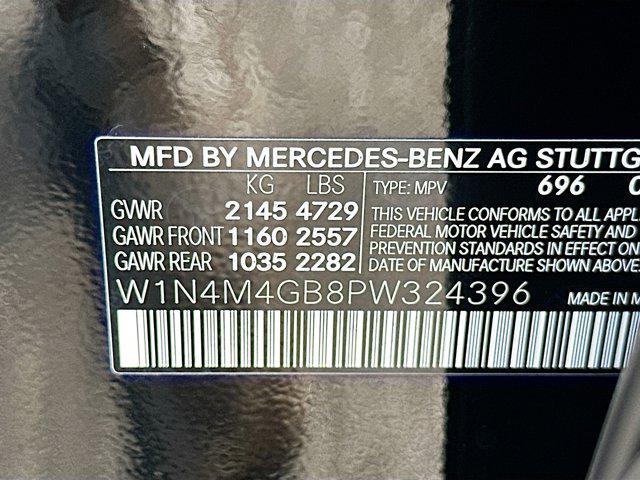 MFD BY MERCEDES-BENZ AG STUTTG
KG LBS TYPE: MPV 696
GVWR 2145 4729 THIS VEHICLE CONFORMS TO ALL APPL
GAWR FRONT 1160 2557 FEDERAL MOTOR VEHICLE SAFETY AND
PREVENTION STANDARDS IN EFFECT ON
GAWR REAR 1035 2282 DATE OF MANUFACTURE SHOWN ABOVE.
W1N4M4GB8PW324396 MADE IN M